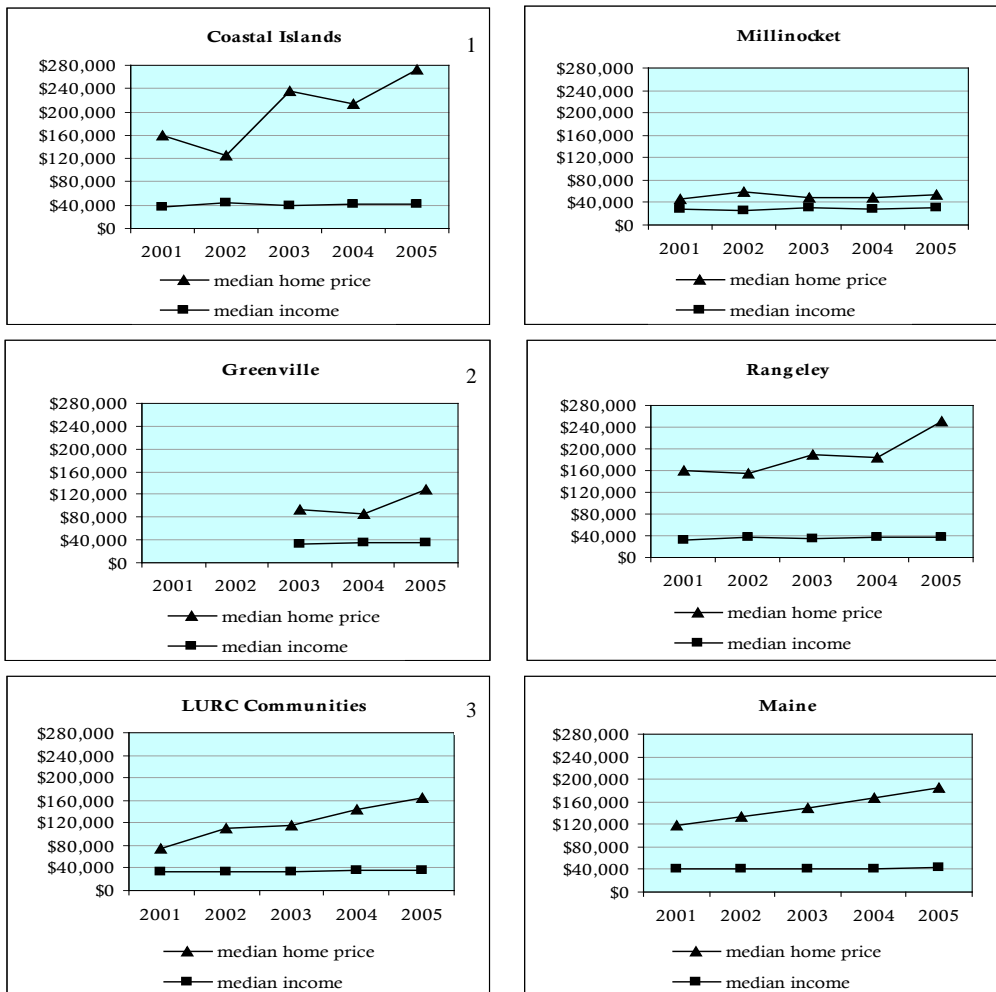 Coastal Islands
1
$280,000
$240,000
$200,000
$160,000
$120,000
$80,000
$40,000
$0
2001 2002 2003 2004 2005
median home price
median income
Millinocket
$280,000
$240,000
$200,000
$160,000
$120,000
$80,000
$40,000
$0
2001 2002 2003 2004 2005
median home price
median income
Greenville
2
$280,000
$240,000
$200,000
$160,000
$120,000
$80,000
$40,000
$0
2001 2002 2003 2004 2005
median home price
median income
Rangeley
$280,000
$240,000
$200,000
$160,000
$120,000
$80,000
$40,000
$0
2001 2002 2003 2004 2005
median home price
median income
LURC Communities
3
$280,000
$240,000
$200,000
$160,000
$120,000
$80,000
$40,000
$0
2001 2002 2003 2004 2005
median home price
median income
Maine
$280,000
$240,000
$200,000
$160,000
$120,000
$80,000
$40,000
$0
2001 2002 2003 2004 2005
median home price
median income